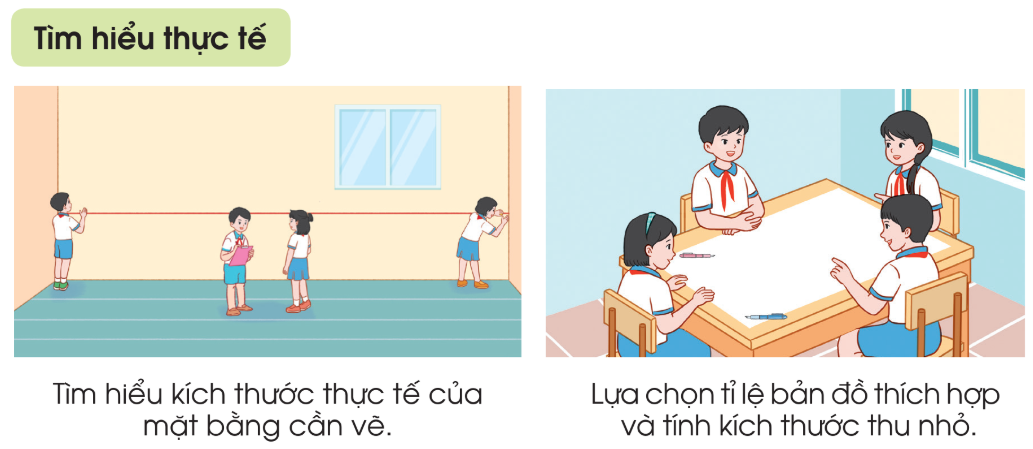 Tìm hiểu thực tế
Tìm hiểu kích thước thực tế của
mặt bằng cần vẽ.
Lựa chọn tỉ lệ bản đồ thích hợp
và tính kích thước thu nhỏ.